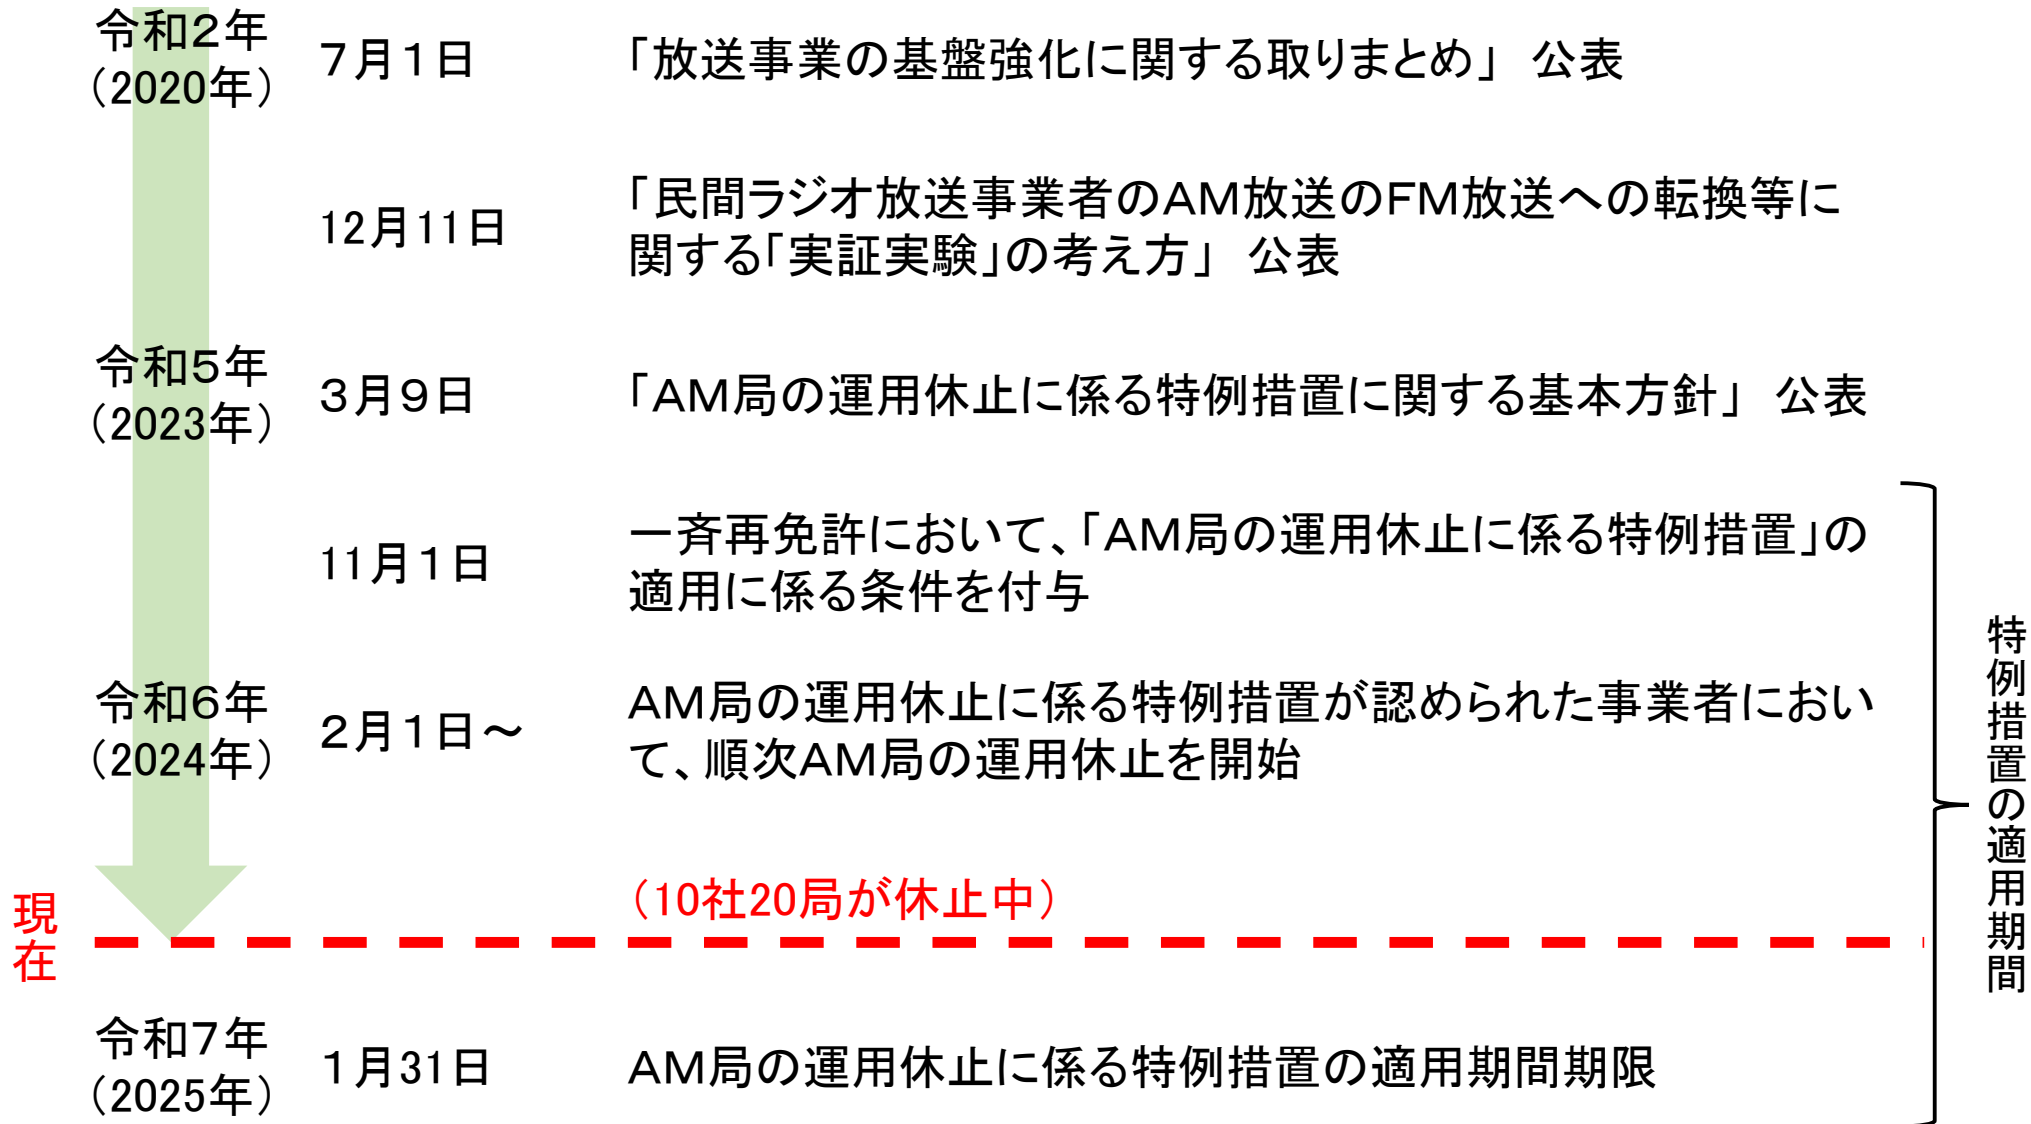 令和２年
（2020年）
７月１日
「放送事業の基盤強化に関する取りまとめ」 公表
12月11日
「民間ラジオ放送事業者のＡＭ放送のＦＭ放送への転換等に
関する「実証実験」の考え方」 公表
令和５年
（2023年）
３月９日
「ＡＭ局の運用休止に係る特例措置に関する基本方針」 公表
11月１日
一斉再免許において、「ＡＭ局の運用休止に係る特例措置」の
適用に係る条件を付与
令和６年
（2024年）
２月１日～
ＡＭ局の運用休止に係る特例措置が認められた事業者におい
て、順次ＡＭ局の運用休止を開始
（10社20局が休止中）
現在
令和７年
（2025年）
１月31日
ＡＭ局の運用休止に係る特例措置の適用期間期限
特例措置の適用期間